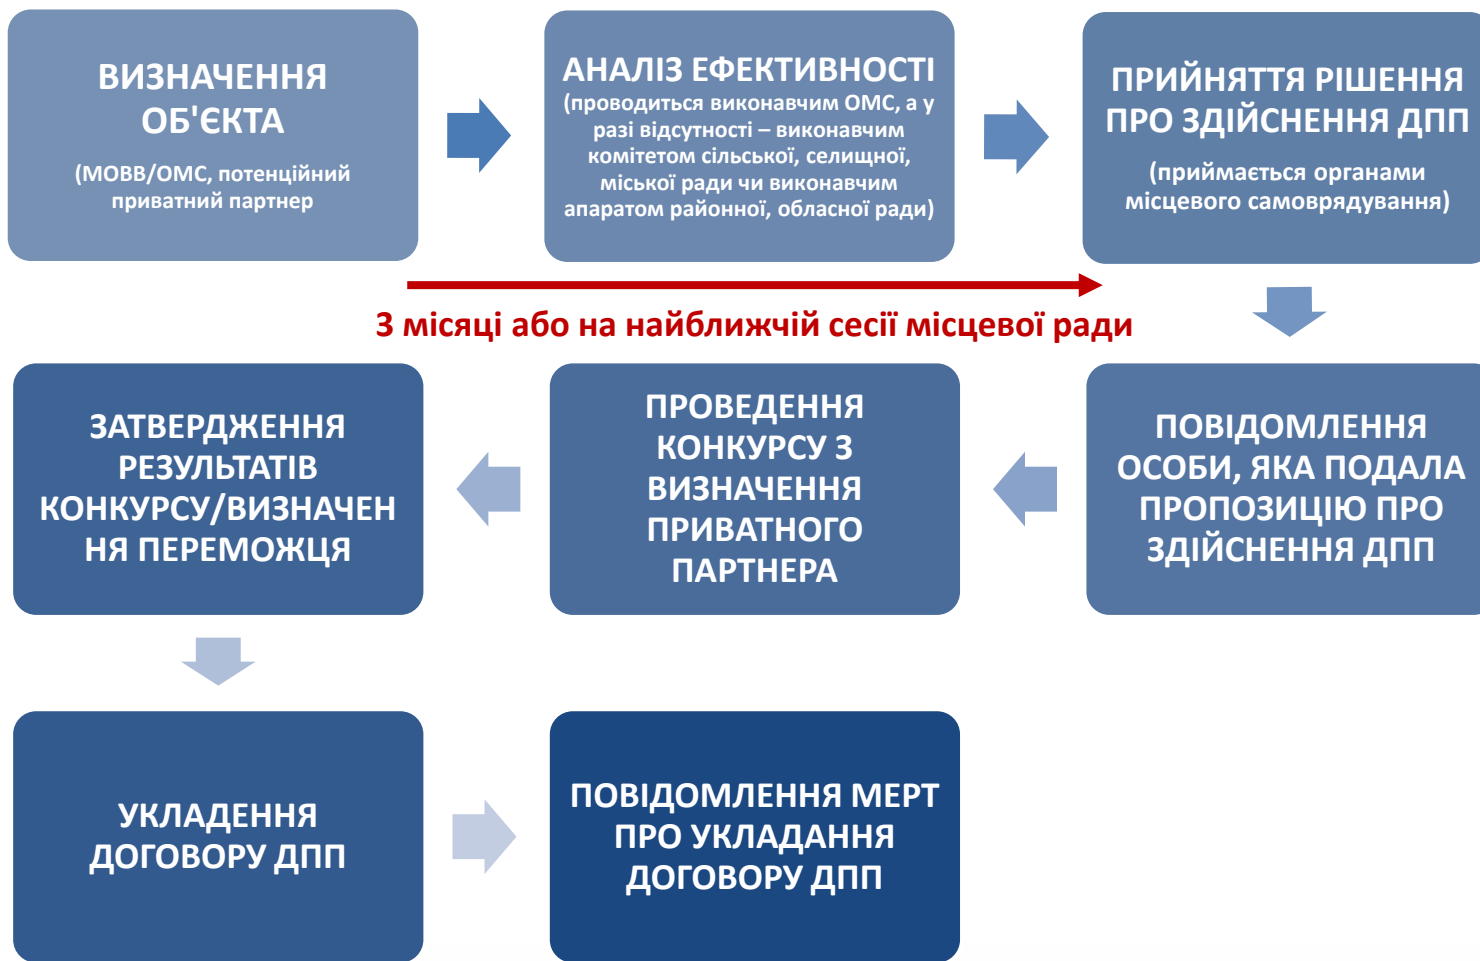 ВИЗНАЧЕННЯ
ОБ'ЄКТА
(МОВВ/ОМС, потенційний
приватний партнер
АНАЛІЗ ЕФЕКТИВНОСТІ
(проводиться виконавчим ОМС, а у
разі відсутності – виконавчим
комітетом сільської, селищної,
міської ради чи виконавчим
апаратом районної, обласної ради)
ПРИЙНЯТТЯ РІШЕННЯ
ПРО ЗДІЙСНЕННЯ ДПП
(приймається органами
місцевого самоврядування)
3 місяці або на найближчій сесії місцевої ради
ПОВІДОМЛЕННЯ
ОСОБИ, ЯКА ПОДАЛА
ПРОПОЗИЦІЮ ПРО
ЗДІЙСНЕННЯ ДПП
ПРОВЕДЕННЯ
КОНКУРСУ З
ВИЗНАЧЕННЯ
ПРИВАТНОГО
ПАРТНЕРА
ЗАТВЕРДЖЕННЯ
РЕЗУЛЬТАТІВ
КОНКУРСУ/ВИЗНАЧЕН
НЯ ПЕРЕМОЖЦЯ
УКЛАДЕННЯ
ДОГОВОРУ ДПП
ПОВІДОМЛЕННЯ МЕРТ
ПРО УКЛАДАННЯ
ДОГОВОРУ ДПП